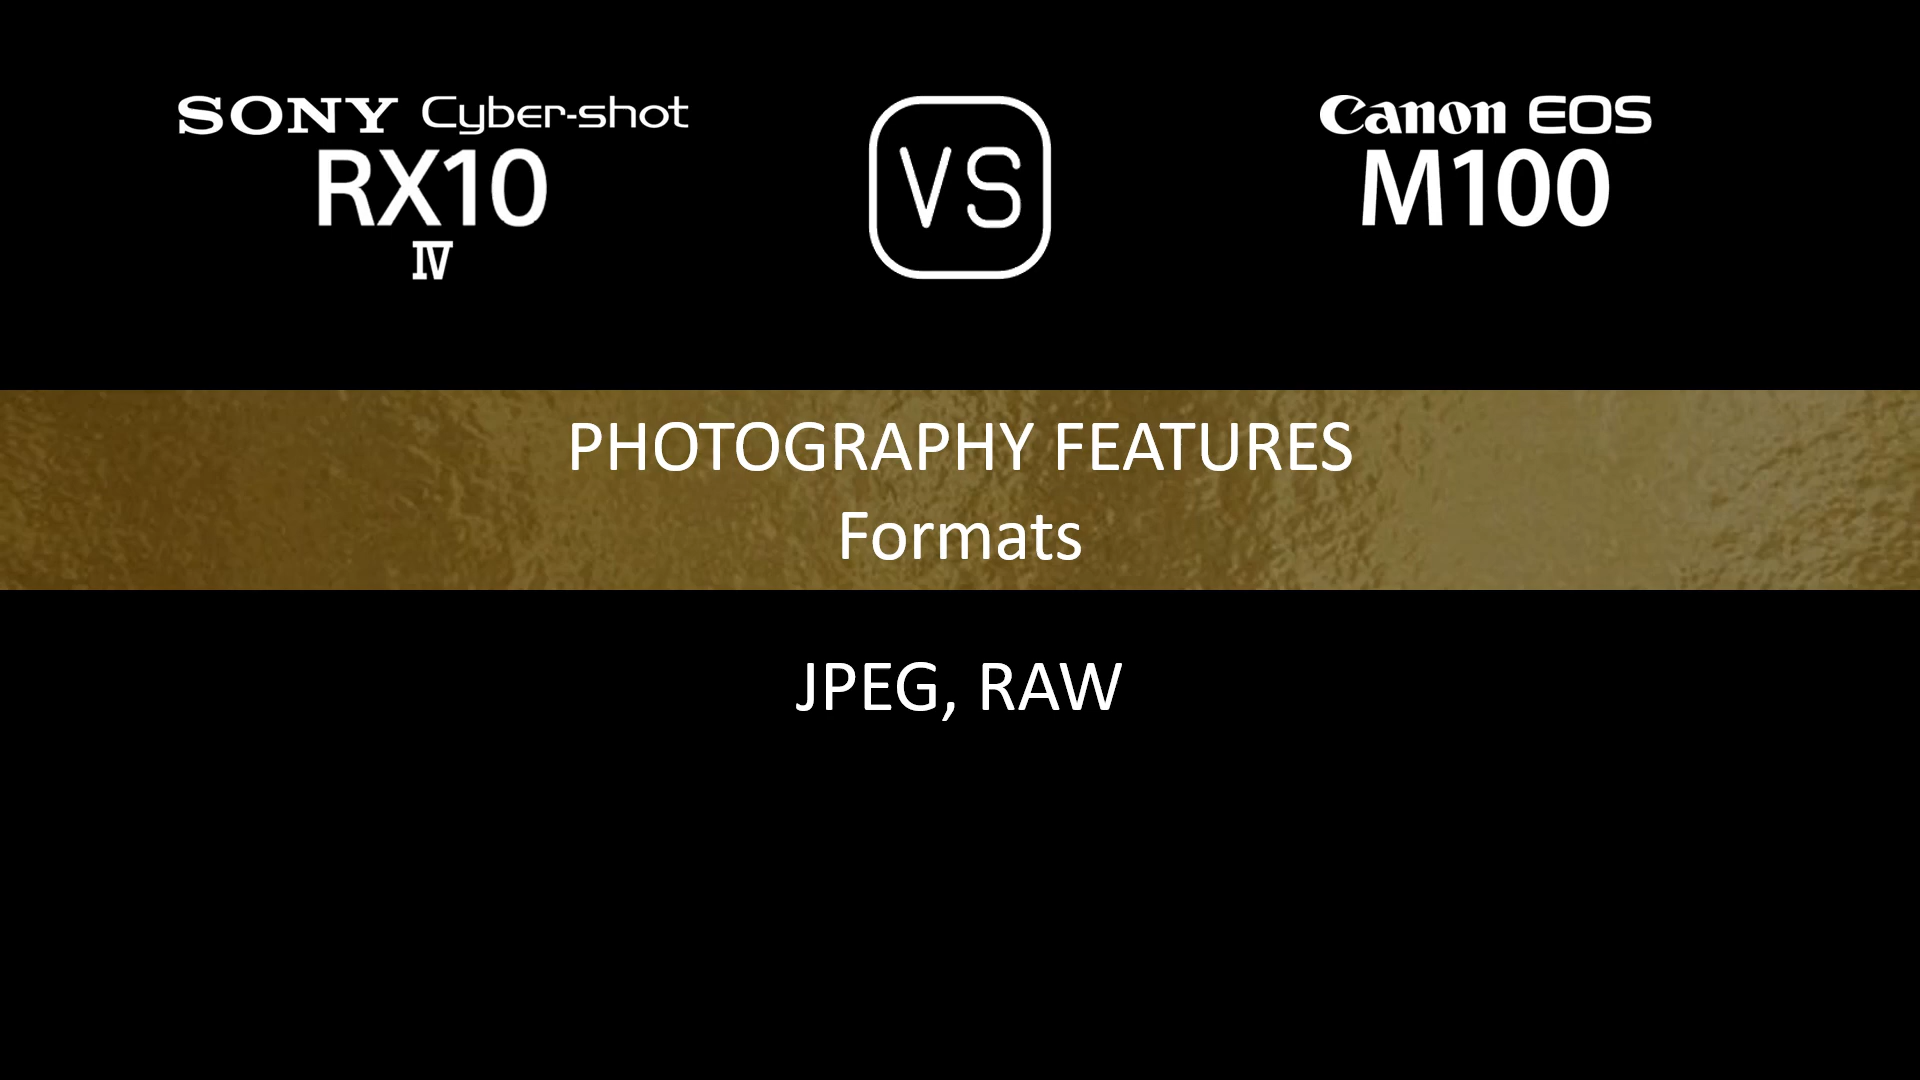 SONY Cyber-shot
RX10
IV
VS
Canon EOS
M100
PHOTOGRAPHY FEATURES
Formats
JPEG, RAW